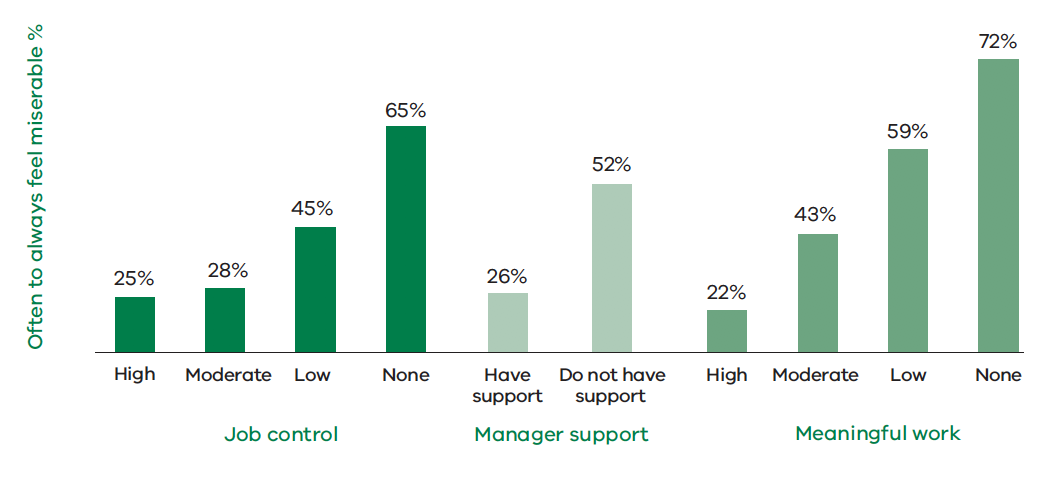 Often to always feel miserable %
25%
28%
45%
65%
26%
52%
22%
43%
59%
72%
High
Moderate
Low
None
Have
support
Do not have
support
High
Moderate
Low
None
Job control
Manager support
Meaningful work